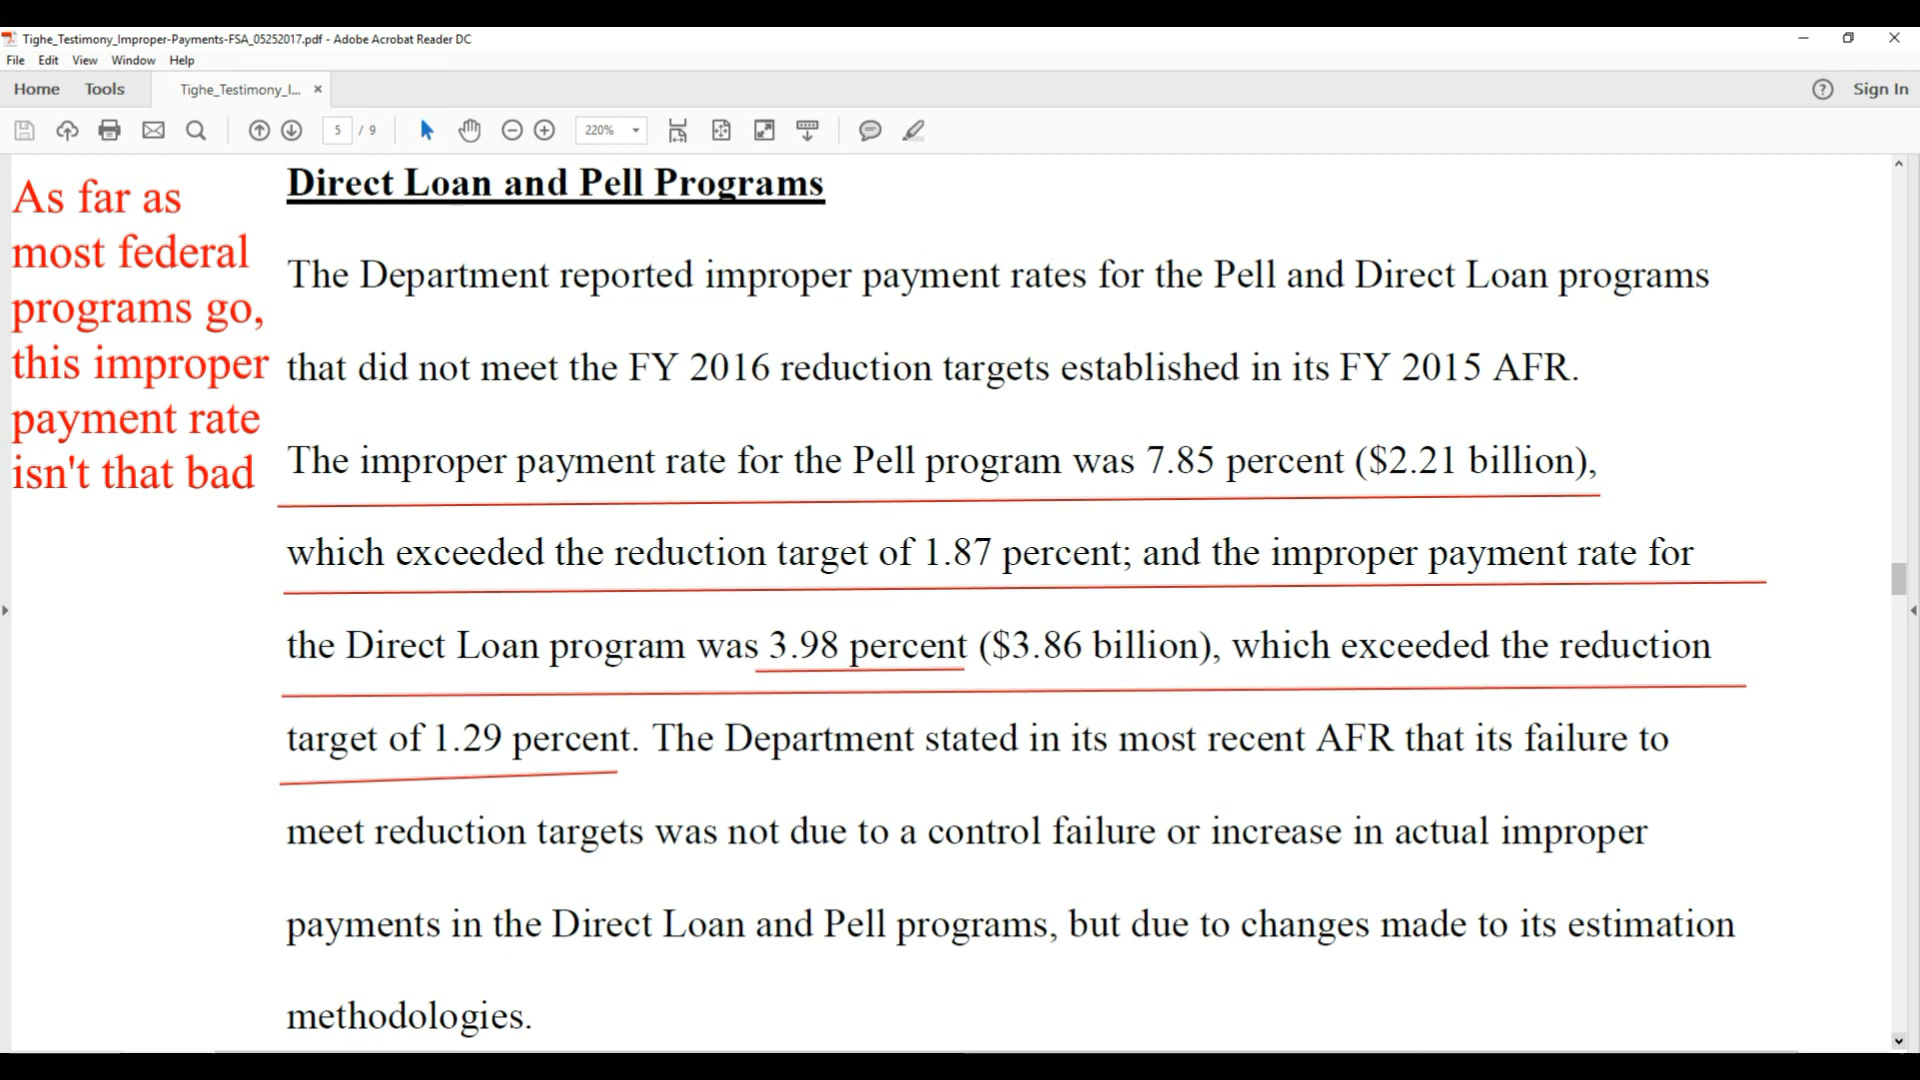 Tighe_Testimony_Improper-Payments-FSA_05252017.pdf - Adobe Acrobat Reader DC
File Edit View Window Help
Home Tools Tighe_Testimony_I... × ? Sign In
5 / 9 220%
As far as
most federal
programs go,
this improper
payment rate
isn't that bad
Direct Loan and Pell Programs
The Department reported improper payment rates for the Pell and Direct Loan programs
that did not meet the FY 2016 reduction targets established in its FY 2015 AFR.
The improper payment rate for the Pell program was 7.85 percent ($2.21 billion),
which exceeded the reduction target of 1.87 percent; and the improper payment rate for
the Direct Loan program was 3.98 percent ($3.86 billion), which exceeded the reduction
target of 1.29 percent. The Department stated in its most recent AFR that its failure to
meet reduction targets was not due to a control failure or increase in actual improper
payments in the Direct Loan and Pell programs, but due to changes made to its estimation
methodologies.